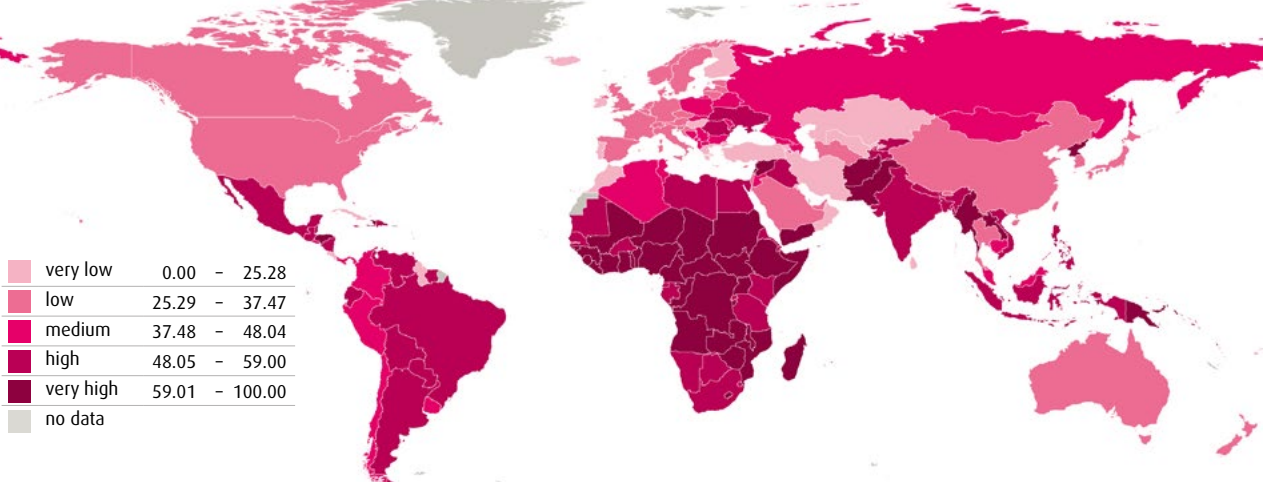 very low 0.00 – 25.28
low 25.29 – 37.47
medium 37.48 – 48.04
high 48.05 – 59.00
very high 59.01 – 100.00
no data